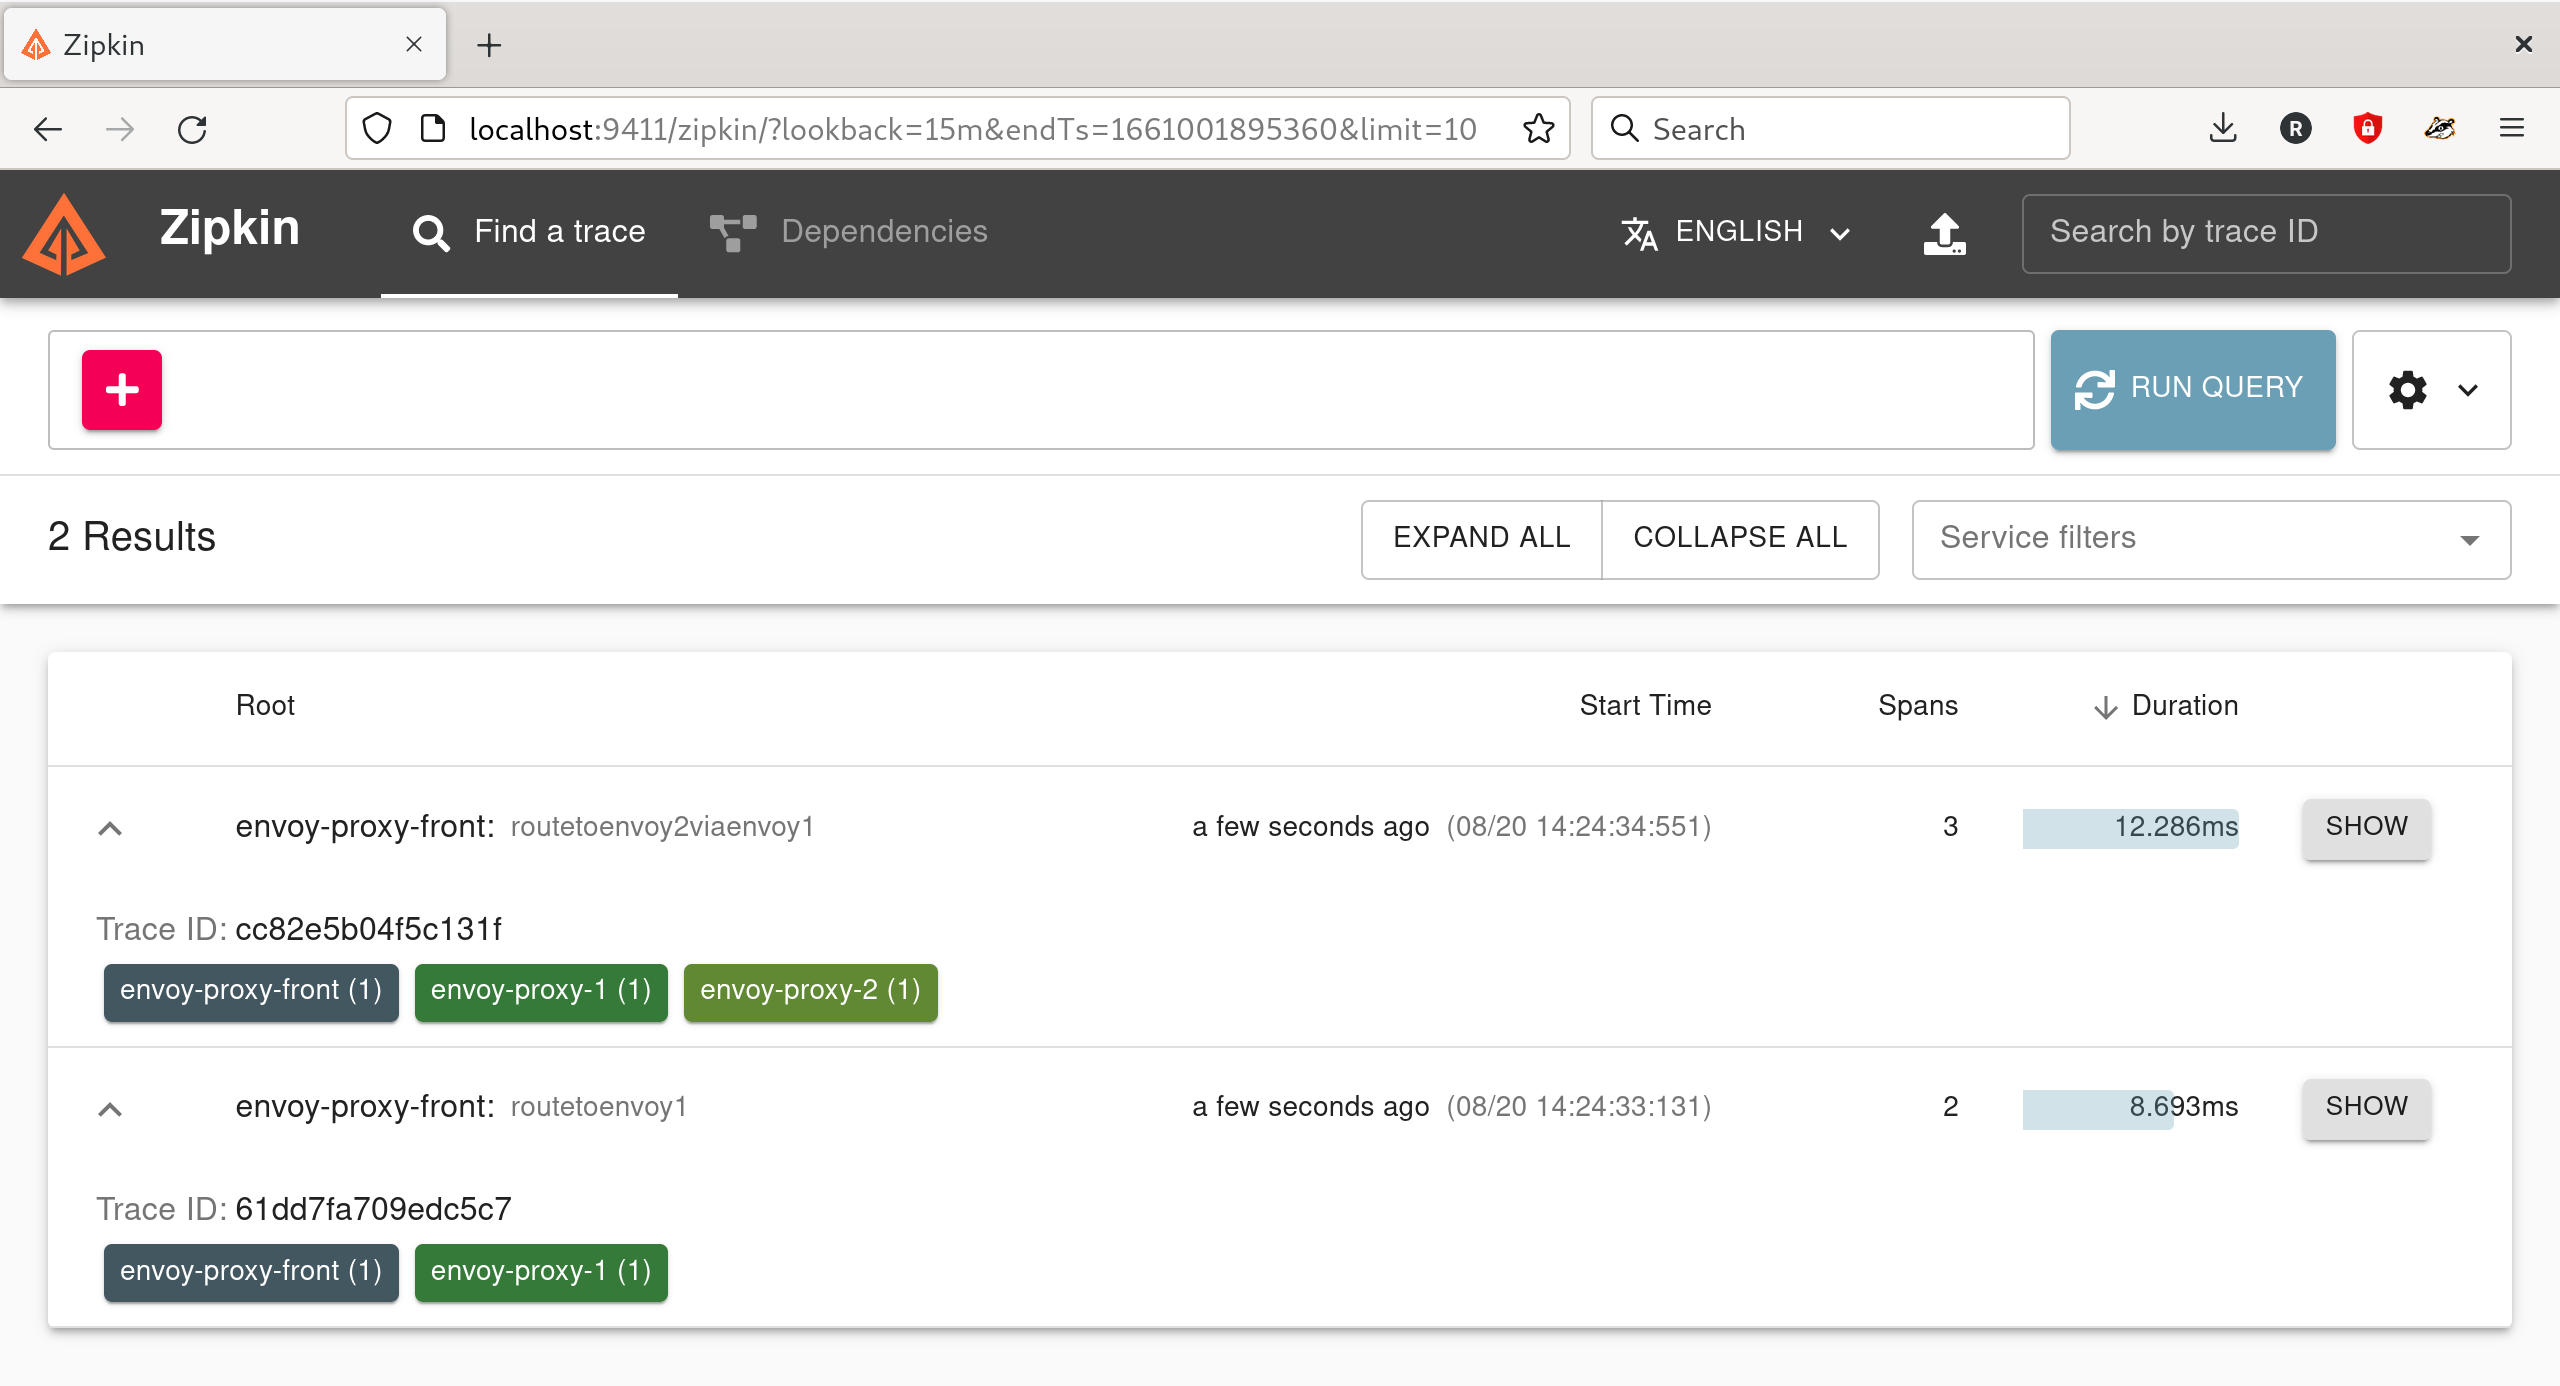 Zipkin
localhost:9411/zipkin/?lookback=15m&endTs=1661001895360&limit=10
Search
R
Zipkin
Find a trace
Dependencies
ENGLISH
Search by trace ID
RUN QUERY
2 Results
EXPAND ALL
COLLAPSE ALL
Service filters
Root
Start Time
Spans
Duration
envoy-proxy-front: routetoenvoy2viaenvoy1
a few seconds ago (08/20 14:24:34:551)
3
12.286ms
SHOW
Trace ID: cc82e5b04f5c131f
envoy-proxy-front (1)
envoy-proxy-1 (1)
envoy-proxy-2 (1)
envoy-proxy-front: routetoenvoy1
a few seconds ago (08/20 14:24:33:131)
2
8.693ms
SHOW
Trace ID: 61dd7fa709edc5c7
envoy-proxy-front (1)
envoy-proxy-1 (1)